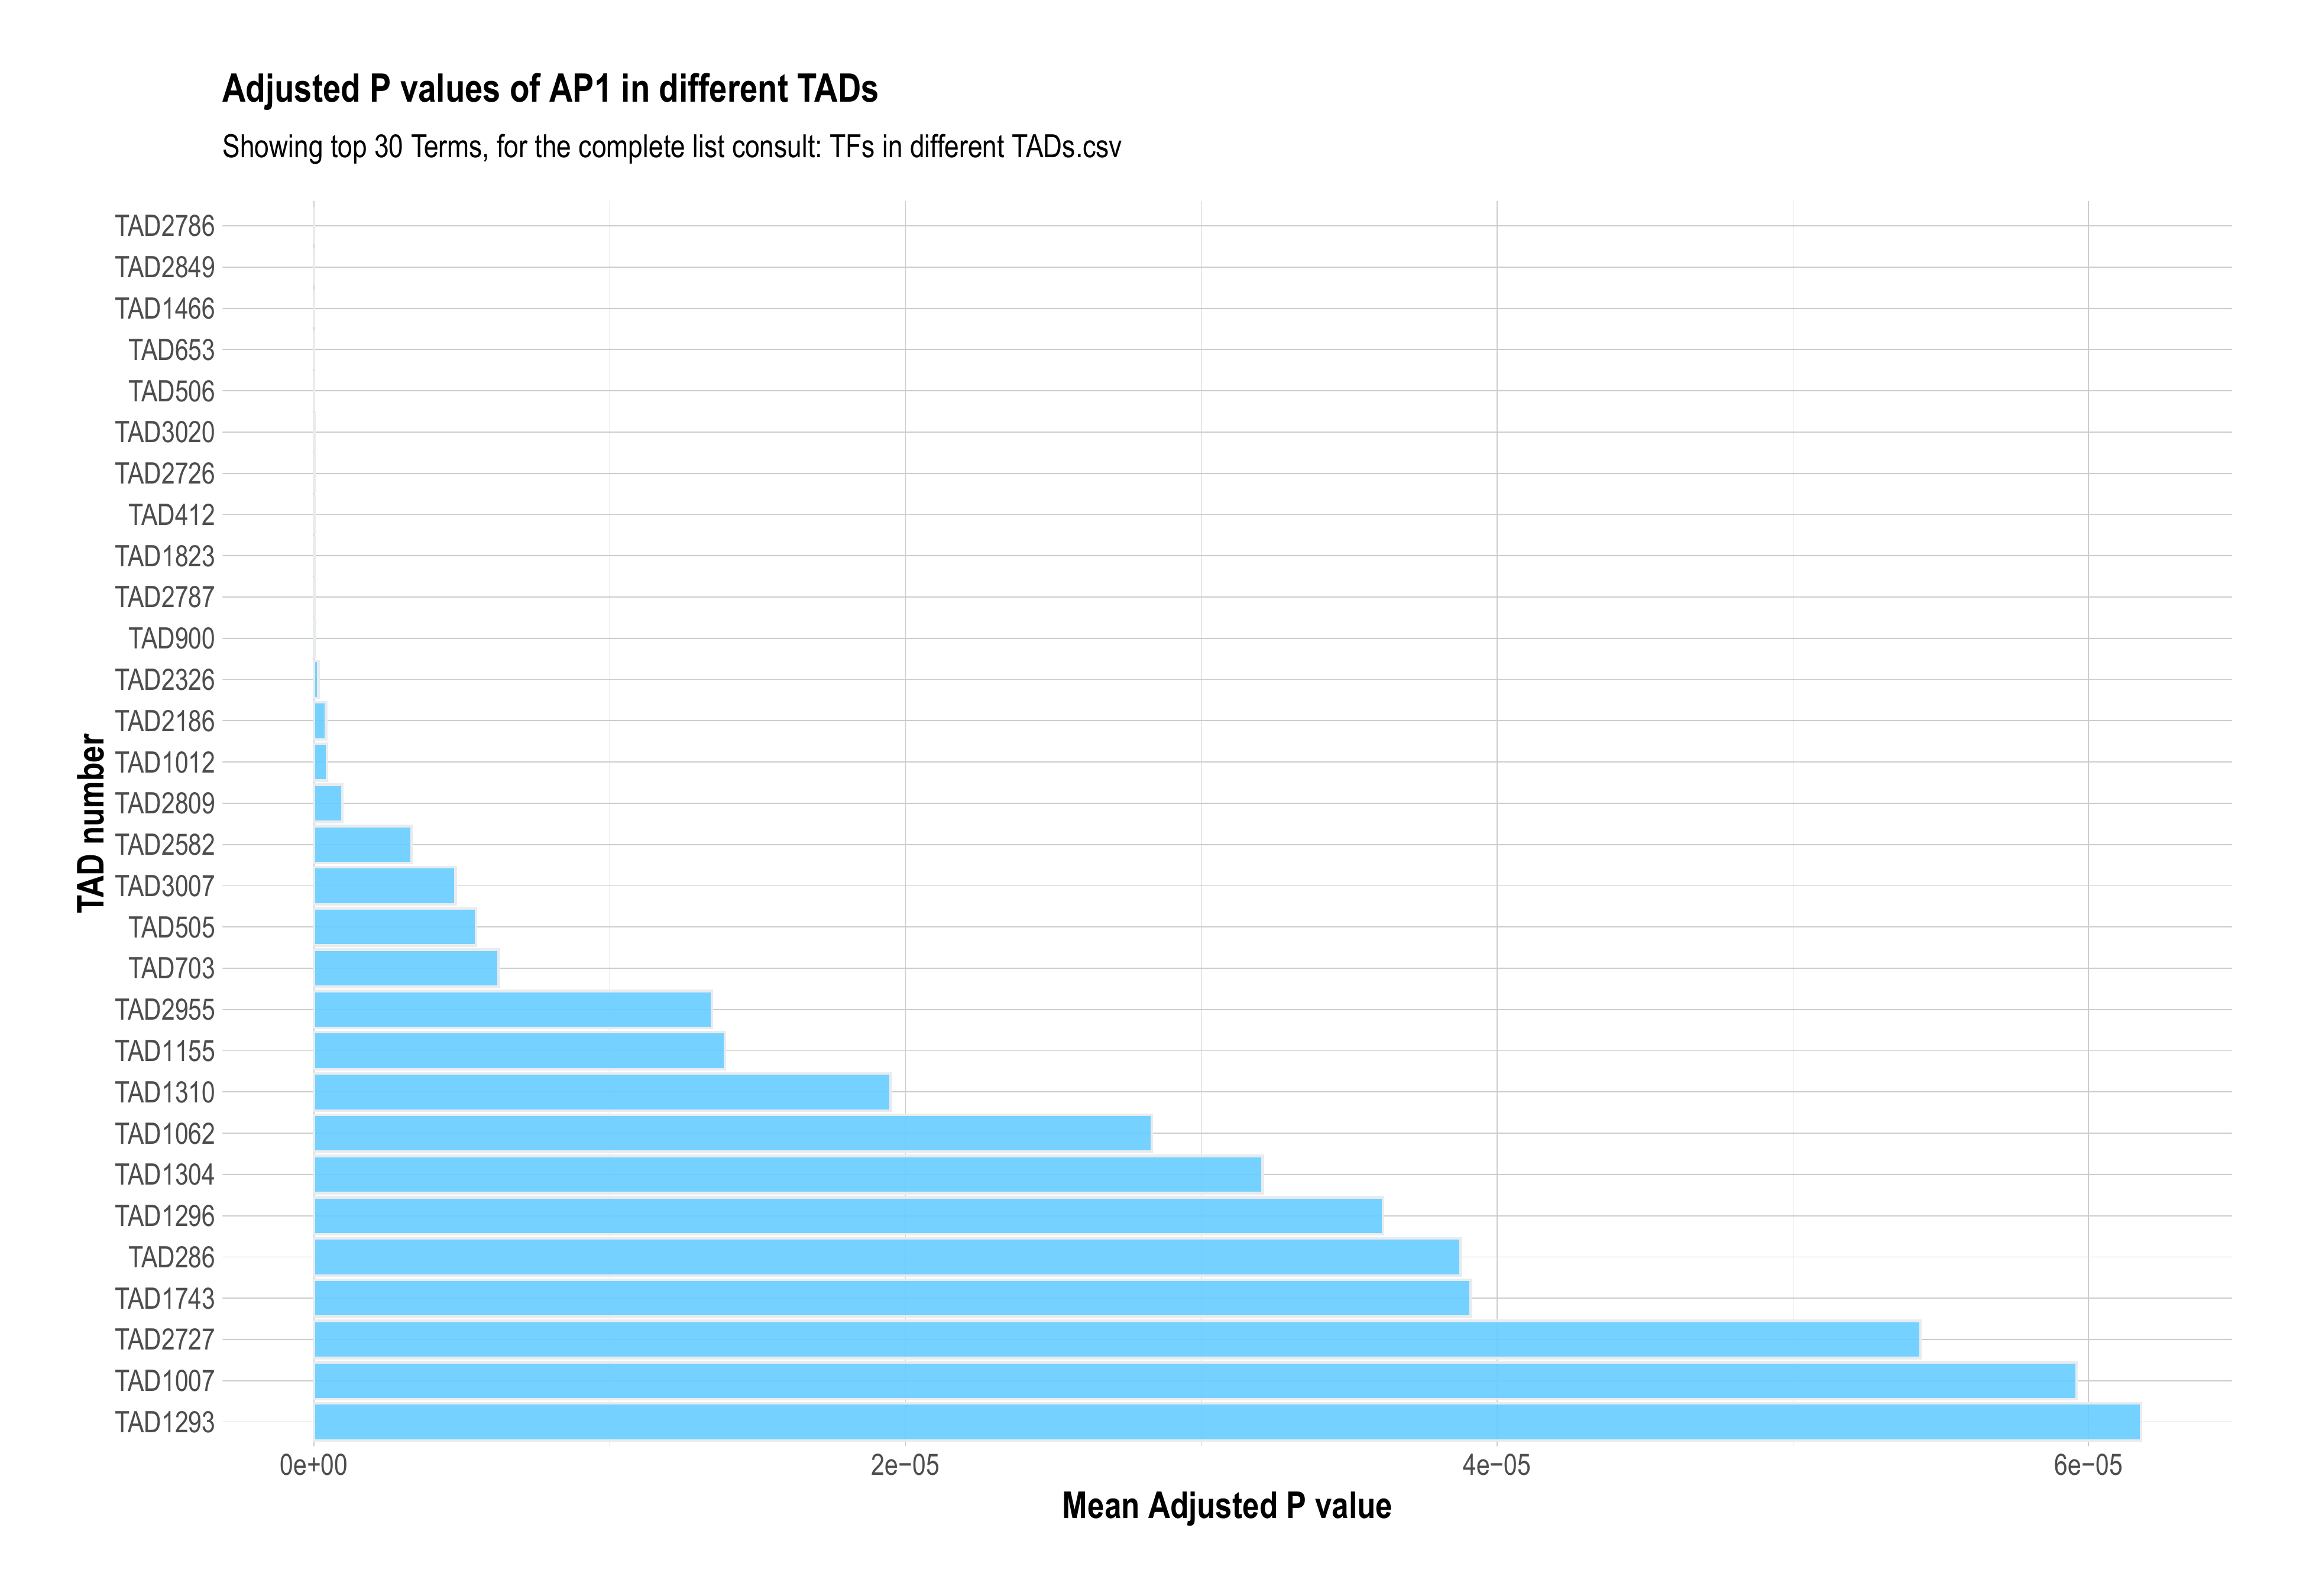 Adjusted P values of AP1 in different TADs
Showing top 30 Terms, for the complete list consult: TFs in different TADs.csv
TAD number
TAD2786
TAD2849
TAD1466
TAD653
TAD506
TAD3020
TAD2726
TAD412
TAD1823
TAD2787
TAD900
TAD2326
TAD2186
TAD1012
TAD2809
TAD2582
TAD3007
TAD505
TAD703
TAD2955
TAD1155
TAD1310
TAD1062
TAD1304
TAD1296
TAD286
TAD1743
TAD2727
TAD1007
TAD1293
0e+00 2e−05 4e−05 6e−05
Mean Adjusted P value